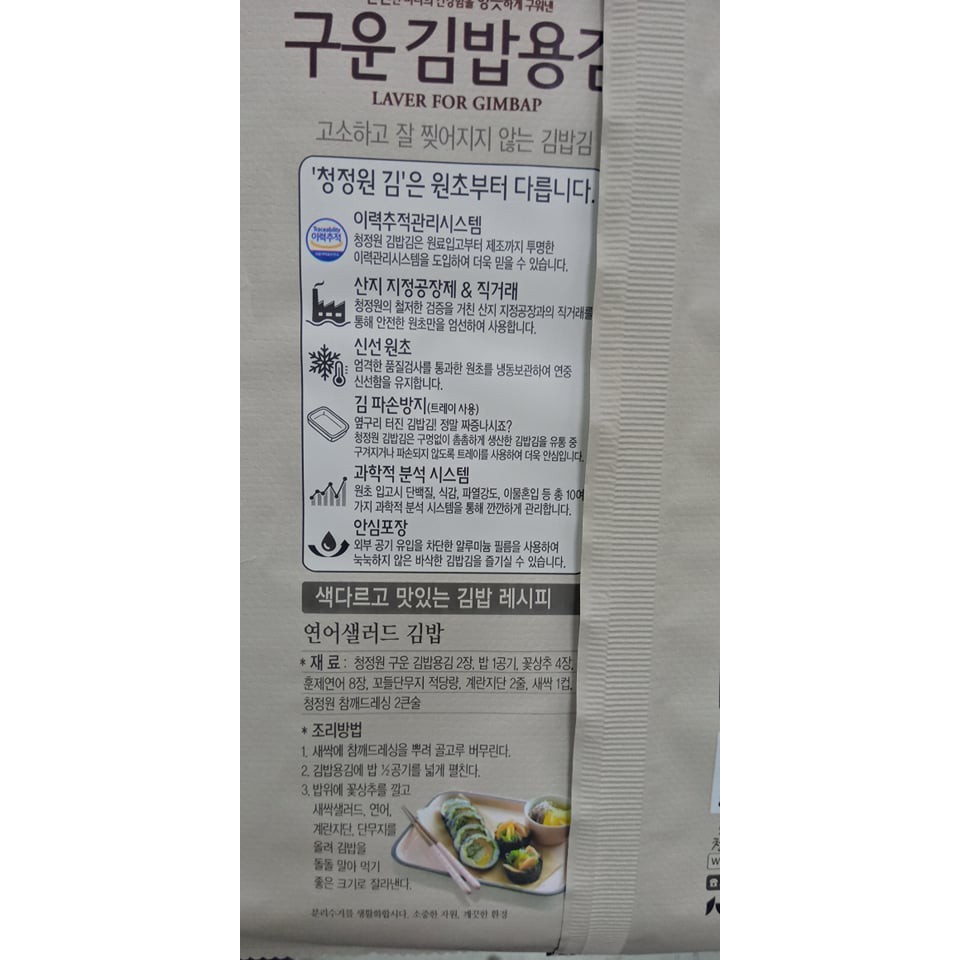 구운 김밥용김
LAVER FOR GIMBAP
고소하고 잘 찢어지지 않는 김밥김
'청정원 김'은 원초부터 다릅니다.
Traceability
이력추적
이력추적관리시스템
청정원 김밥김은 원료입고부터 제조까지 투명한
이력관리시스템을 도입하여 더욱 믿을 수 있습니다.
산지 지정공장제 & 직거래
청정원의 철저한 검증을 거친 산지 지정공장과의 직거래를
통해 안전한 원초만을 엄선하여 사용합니다.
신선 원초
엄격한 품질검사를 통과한 원초를 냉동보관하여 연중
신선함을 유지합니다.
김 파손방지(트레이 사용)
옆구리 터진 김밥김! 정말 짜증나시죠?
청정원 김밥김은 구멍없이 촘촘하게 생산한 김밥김을 유통 중
구겨지거나 파손되지 않도록 트레이를 사용하여 더욱 안심입니다.
과학적 분석 시스템
원초 입고시 단백질, 식감, 파열강도, 이물혼입 등 총 10여
가지 과학적 분석 시스템을 통해 깐깐하게 관리합니다.
안심포장
외부 공기 유입을 차단한 알루미늄 필름을 사용하여
눅눅하지 않은 바삭한 김밥김을 즐기실 수 있습니다.
색다르고 맛있는 김밥 레시피
연어샐러드 김밥
* 재료 : 청정원 구운 김밥용김 2장, 밥 1공기, 꽃상추 4장,
훈제연어 8장, 꼬들단무지 적당량, 계란지단 2줄, 새싹 1컵,
청정원 참깨드레싱 2큰술
* 조리방법
1. 새싹에 참깨드레싱을 뿌려 골고루 버무린다.
2. 김밥용김에 밥 ½공기를 넓게 펼친다.
3. 밥위에 꽃상추를 깔고
새싹샐러드, 연어,
계란지단, 단무지를
올려 김밥을
돌돌 말아 먹기
좋은 크기로 잘라낸다.
분리수거를 생활화합시다. 소중한 자원, 깨끗한 환경